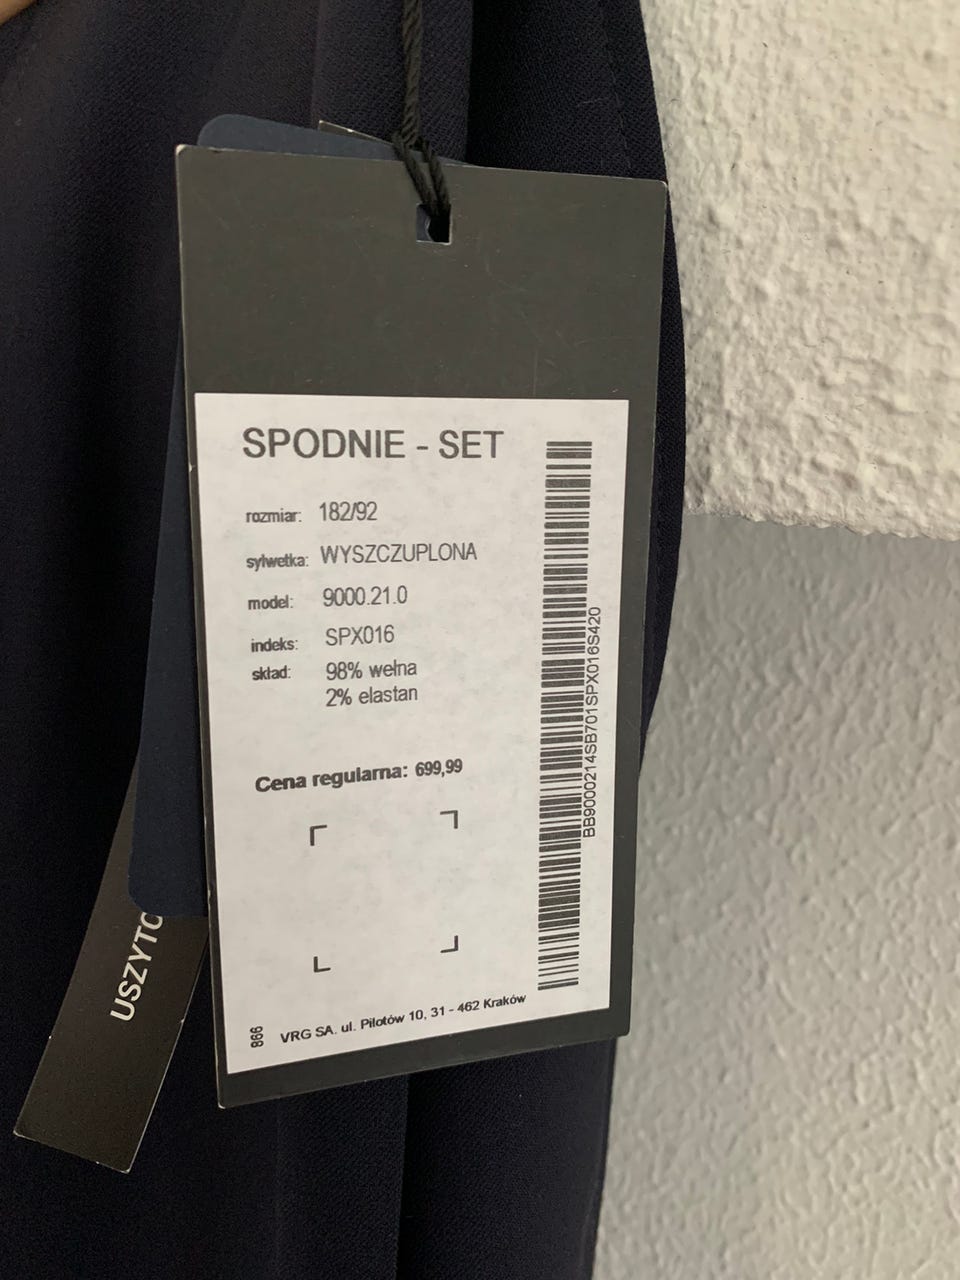 SPODNIE - SET
rozmiar: 182/92
sylwetka: WYSZCZUPLONA
model: 9000.21.0
indeks: SPX016
skład: 98% wełna
2% elastan
Cena regularna: 699,99
BB9000214SB701SPX016S420
866 VRG SA. ul. Pilotów 10, 31 - 462 Kraków
USZYTO